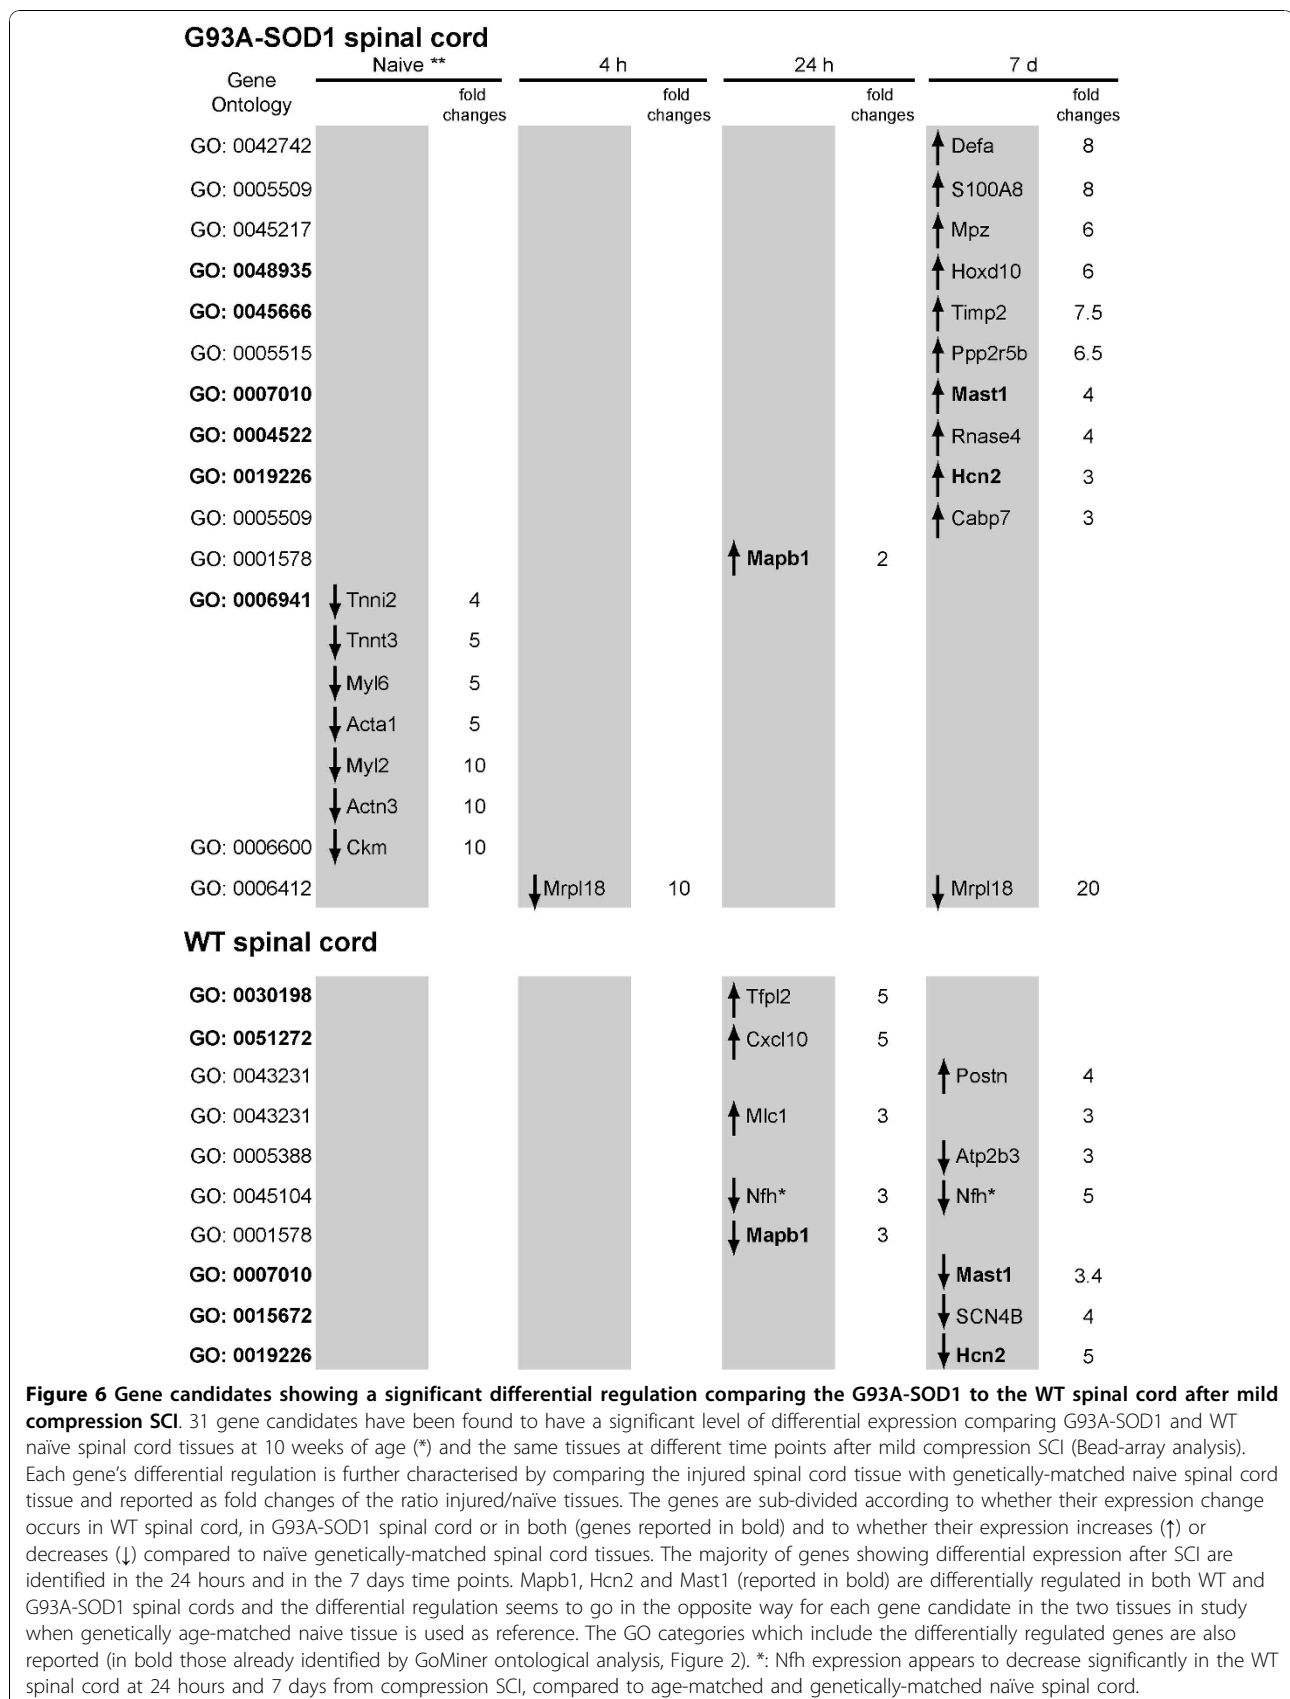 G93A-SOD1 spinal cord
Naive ** 4 h 24 h 7 d
Gene Ontology fold changes fold changes fold changes fold changes
GO: 0042742 ↑ Defa 8
GO: 0005509 ↑ S100A8 8
GO: 0045217 ↑ Mpz 6
GO: 0048935 ↑ Hoxd10 6
GO: 0045666 ↑ Timp2 7.5
GO: 0005515 ↑ Ppp2r5b 6.5
GO: 0007010 ↑ Mast1 4
GO: 0004522 ↑ Rnase4 4
GO: 0019226 ↑ Hcn2 3
GO: 0005509 ↑ Cabp7 3
GO: 0001578 ↑ Mapb1 2
GO: 0006941 ↓ Tnni2 4
↓ Tnnt3 5
↓ Myl6 5
↓ Acta1 5
↓ Myl2 10
↓ Actn3 10
GO: 0006600 ↓ Ckm 10
GO: 0006412 ↓ Mrpl18 10 ↓ Mrpl18 20
WT spinal cord
GO: 0030198 ↑ Tfpl2 5
GO: 0051272 ↑ Cxcl10 5
GO: 0043231 ↑ Postn 4
GO: 0043231 ↑ Mlc1 3 3
GO: 0005388 ↓ Atp2b3 3
GO: 0045104 ↓ Nfh* 3 ↓ Nfh* 5
GO: 0001578 ↓ Mapb1 3
GO: 0007010 ↓ Mast1 3.4
GO: 0015672 ↓ SCN4B 4
GO: 0019226 ↓ Hcn2 5
Figure 6 Gene candidates showing a significant differential regulation comparing the G93A-SOD1 to the WT spinal cord after mild
compression SCI. 31 gene candidates have been found to have a significant level of differential expression comparing G93A-SOD1 and WT
naïve spinal cord tissues at 10 weeks of age (*) and the same tissues at different time points after mild compression SCI (Bead-array analysis).
Each gene's differential regulation is further characterised by comparing the injured spinal cord tissue with genetically-matched naive spinal cord
tissue and reported as fold changes of the ratio injured/naïve tissues. The genes are sub-divided according to whether their expression change
occurs in WT spinal cord, in G93A-SOD1 spinal cord or in both (genes reported in bold) and to whether their expression increases (↑) or
decreases (↓) compared to naïve genetically-matched spinal cord tissues. The majority of genes showing differential expression after SCI are
identified in the 24 hours and in the 7 days time points. Mapb1, Hcn2 and Mast1 (reported in bold) are differentially regulated in both WT and
G93A-SOD1 spinal cords and the differential regulation seems to go in the opposite way for each gene candidate in the two tissues in study
when genetically age-matched naive tissue is used as reference. The GO categories which include the differentially regulated genes are also
reported (in bold those already identified by GoMiner ontological analysis, Figure 2). *: Nfh expression appears to decrease significantly in the WT
spinal cord at 24 hours and 7 days from compression SCI, compared to age-matched and genetically-matched naïve spinal cord.